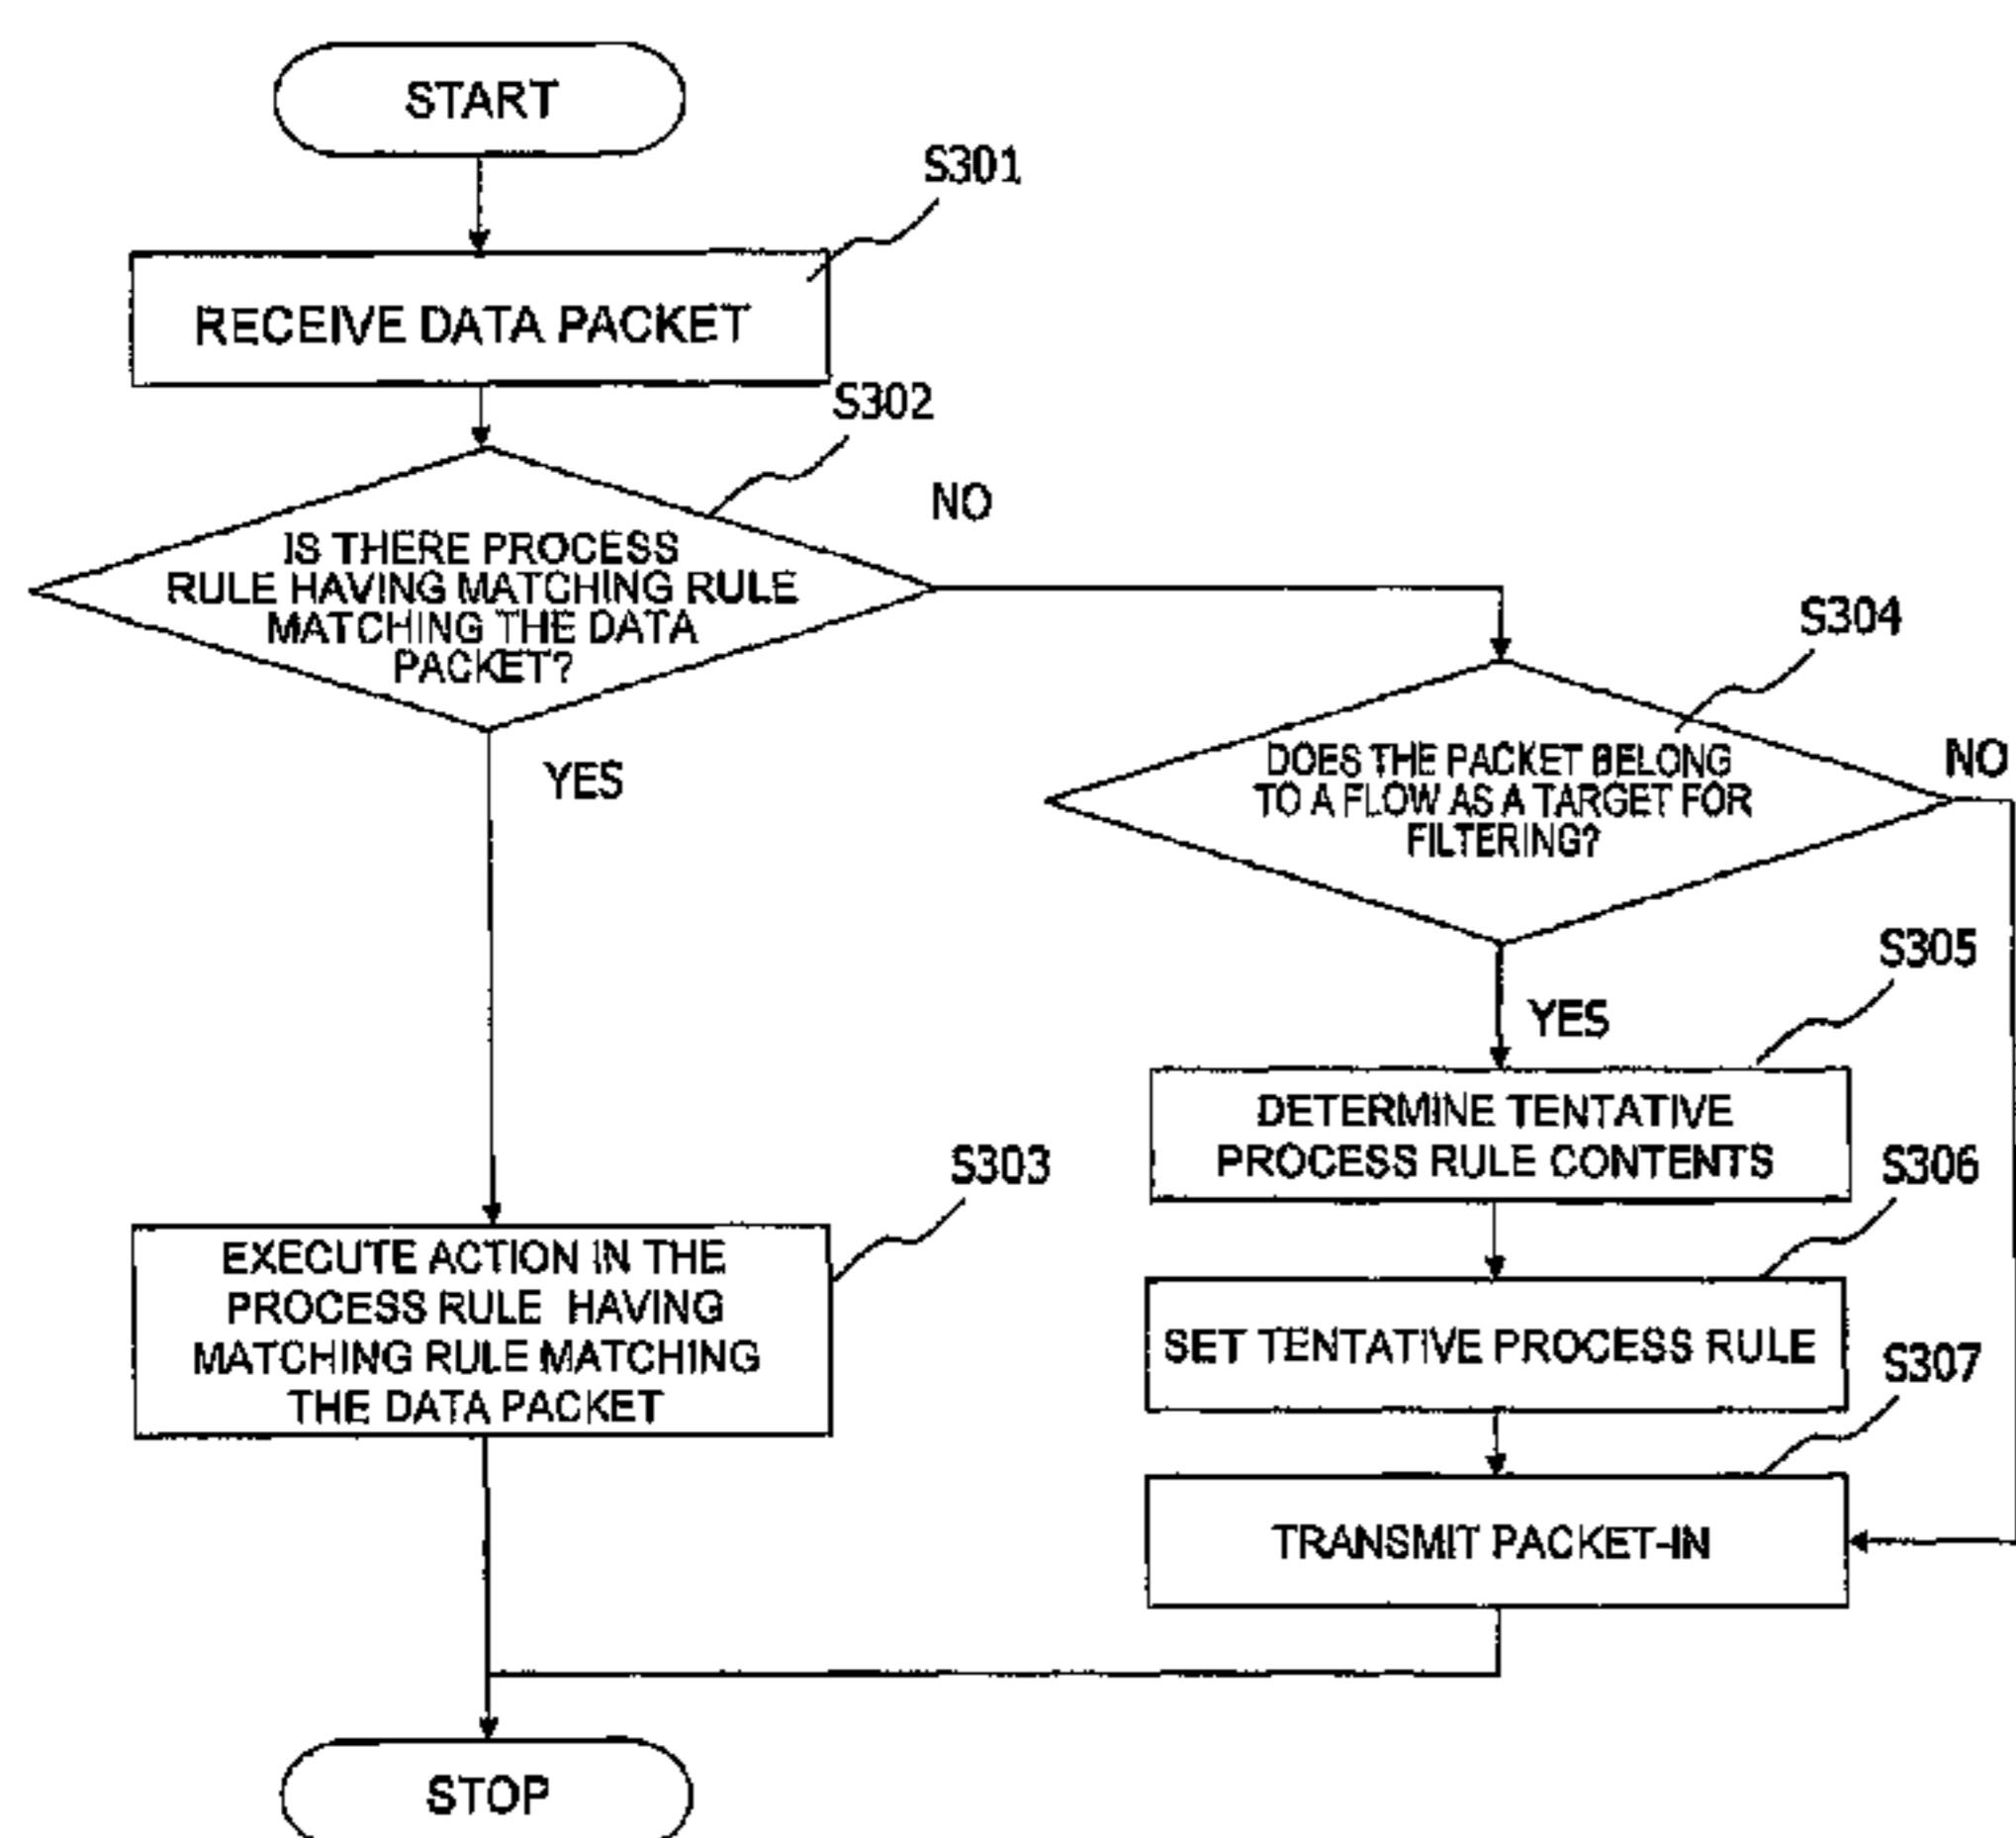 START
S301
RECEIVE DATA PACKET
S302
NO
IS THERE PROCESS
RULE HAVING MATCHING RULE
MATCHING THE DATA
PACKET?
YES
S304
DOES THE PACKET BELONG
TO A FLOW AS A TARGET FOR
FILTERING?
NO
YES
S305
DETERMINE TENTATIVE
PROCESS RULE CONTENTS
S303
EXECUTE ACTION IN THE
PROCESS RULE HAVING
MATCHING RULE MATCHING
THE DATA PACKET
S306
SET TENTATIVE PROCESS RULE
S307
TRANSMIT PACKET-IN
STOP